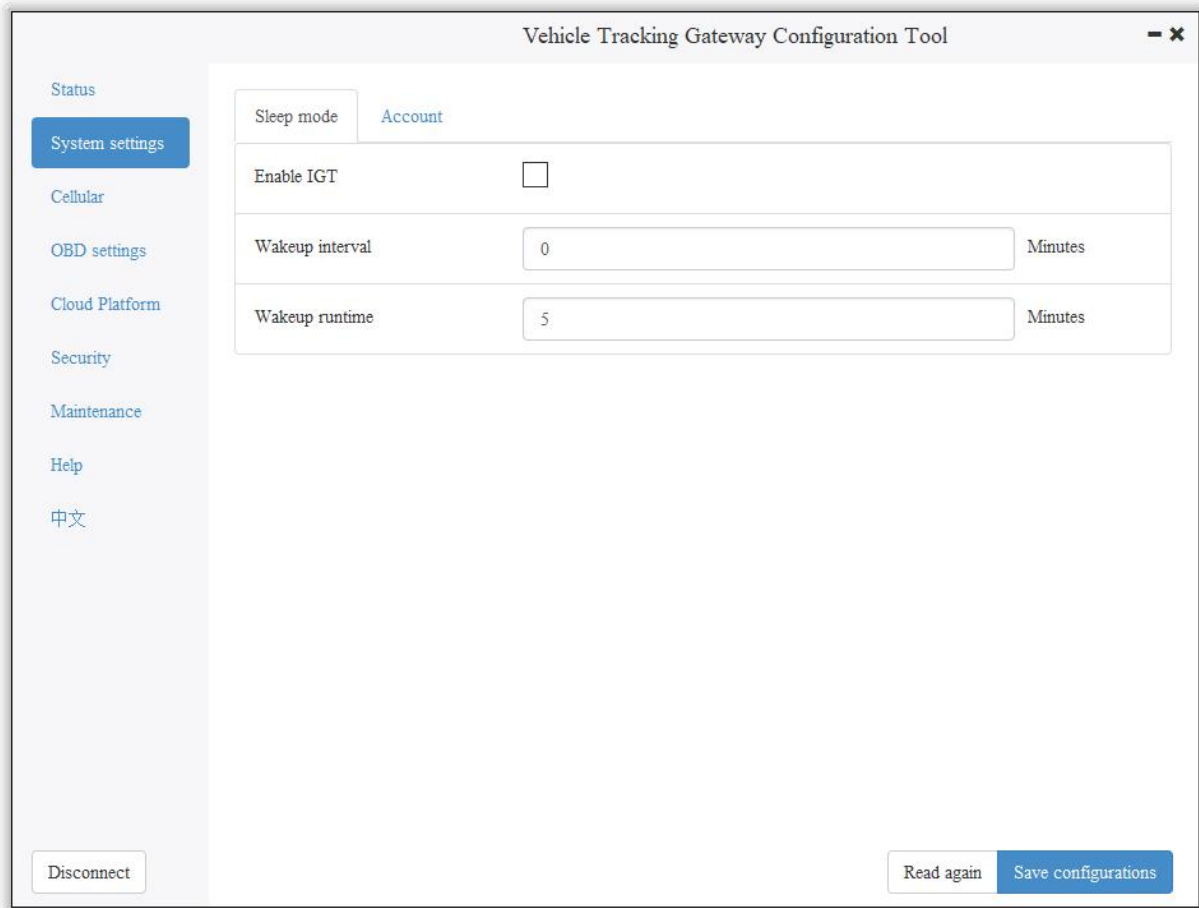 Vehicle Tracking Gateway Configuration Tool
Status
System settings
Cellular
OBD settings
Cloud Platform
Security
Maintenance
Help
中文
Sleep mode Account
Enable IGT
Wakeup interval 0 Minutes
Wakeup runtime 5 Minutes
Disconnect
Read again Save configurations